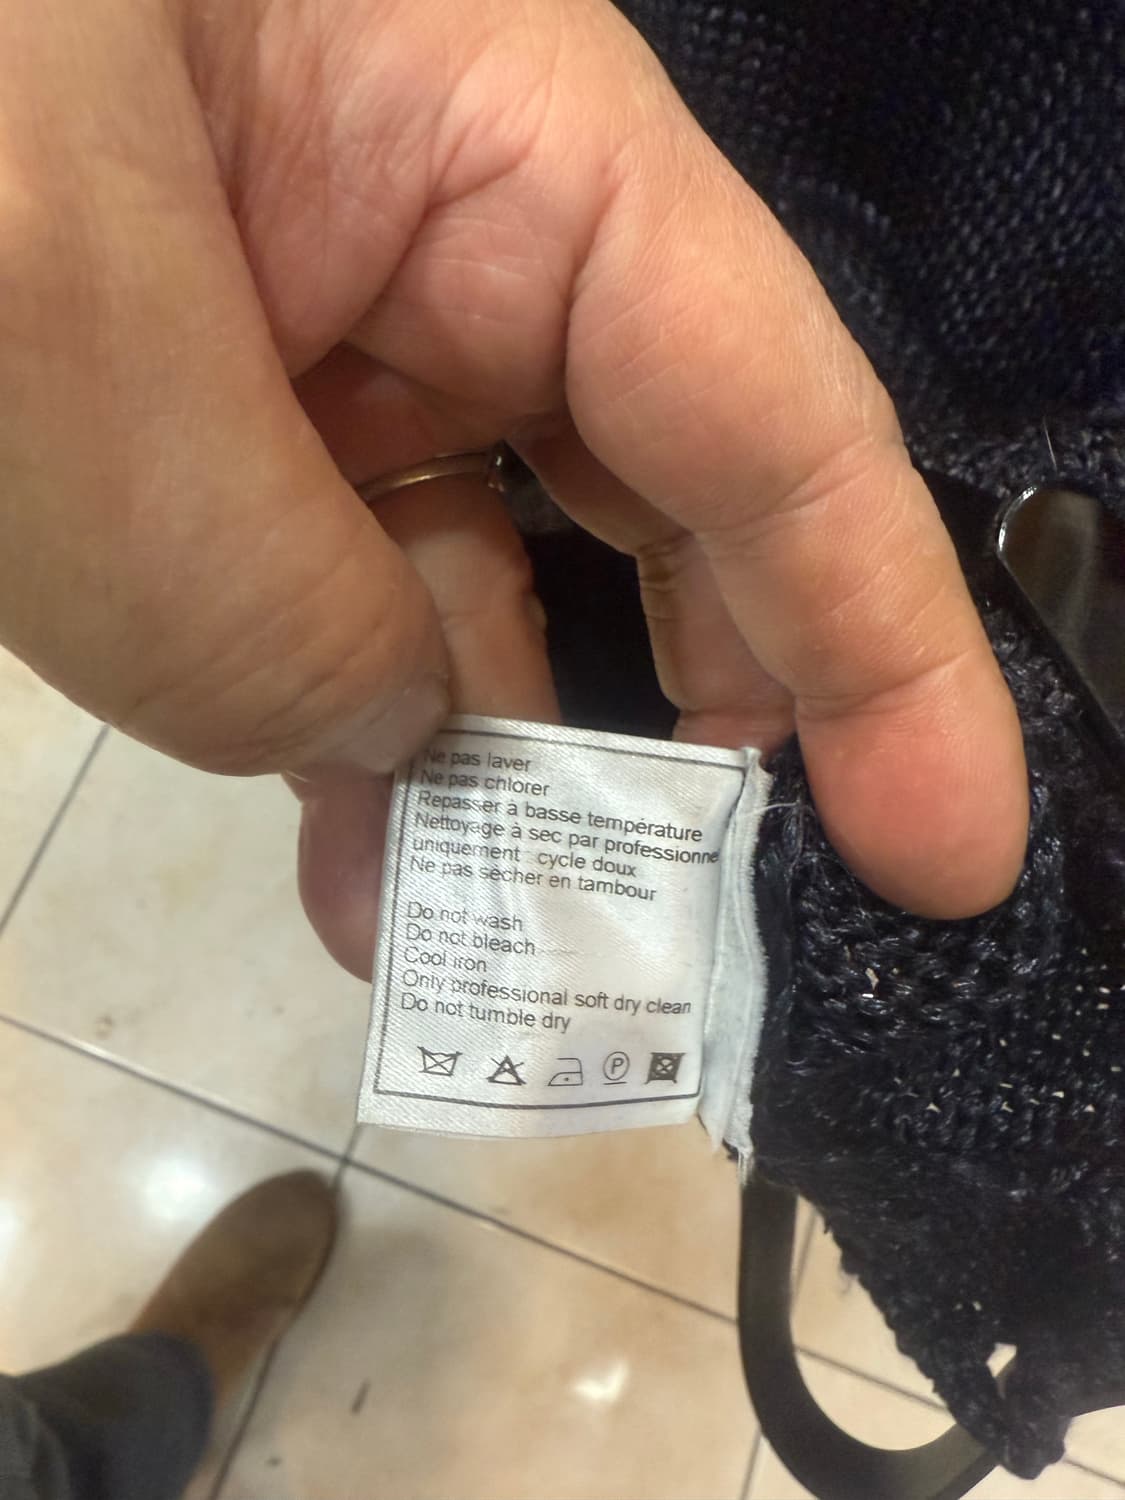 Ne pas laver
Ne pas chlorer
Repasser à basse température
Nettoyage à sec par professionne
uniquement : cycle doux
Ne pas sécher en tambour
Do not wash
Do not bleach
Cool iron
Only professional soft dry clean
Do not tumble dry
P